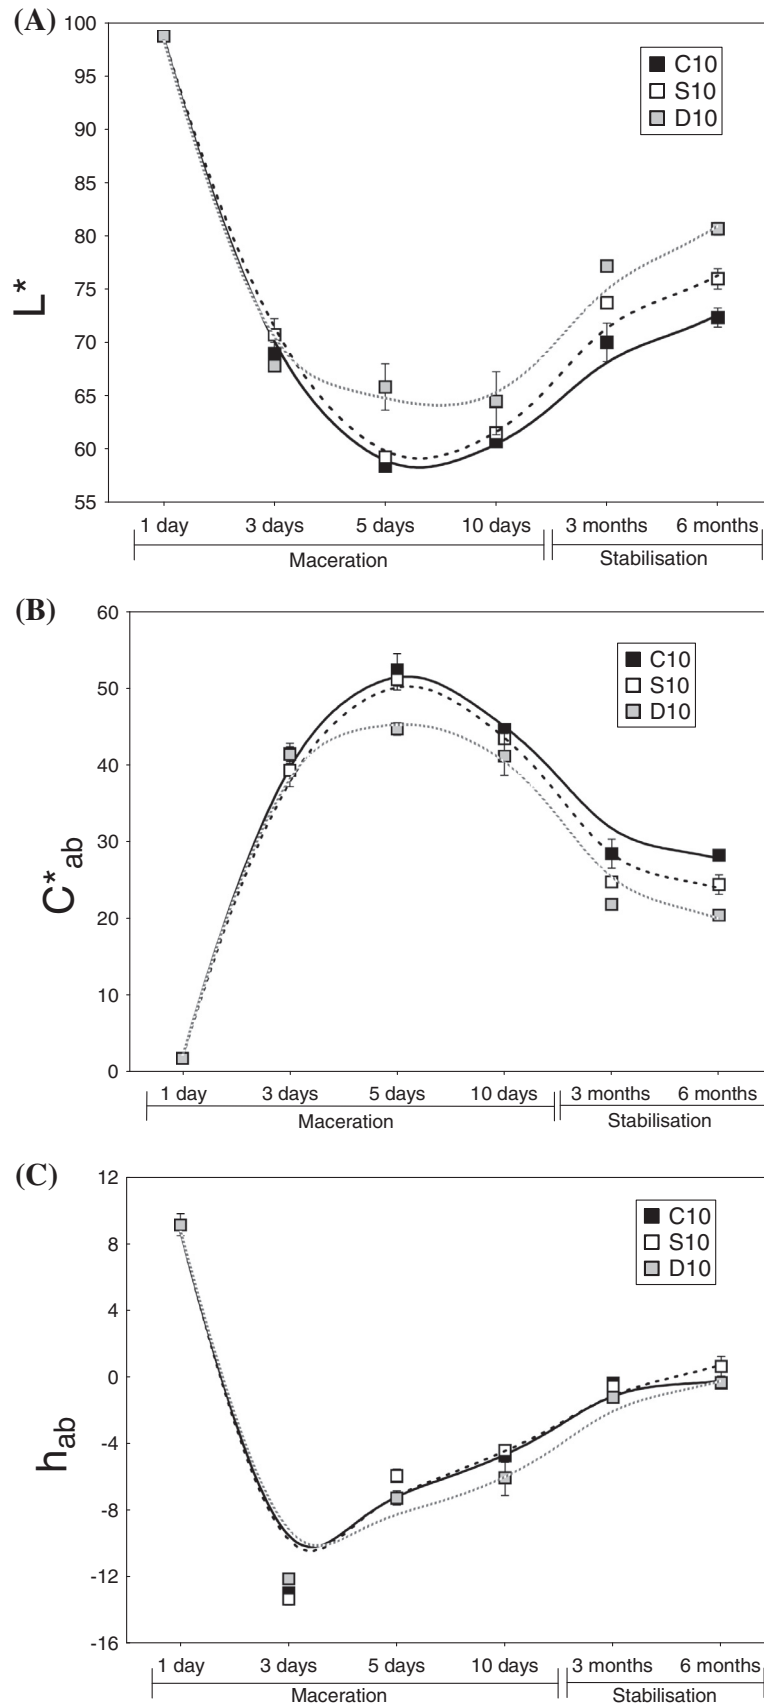 (A)
100
95
90
85
80
75
70
65
60
55
L*
C10
S10
D10
1 day 3 days 5 days 10 days 3 months 6 months
Maceration Stabilisation
(B)
60
50
40
30
20
10
0
C*ab
C10
S10
D10
1 day 3 days 5 days 10 days 3 months 6 months
Maceration Stabilisation
(C)
12
8
4
0
-4
-8
-12
-16
hab
C10
S10
D10
1 day 3 days 5 days 10 days 3 months 6 months
Maceration Stabilisation